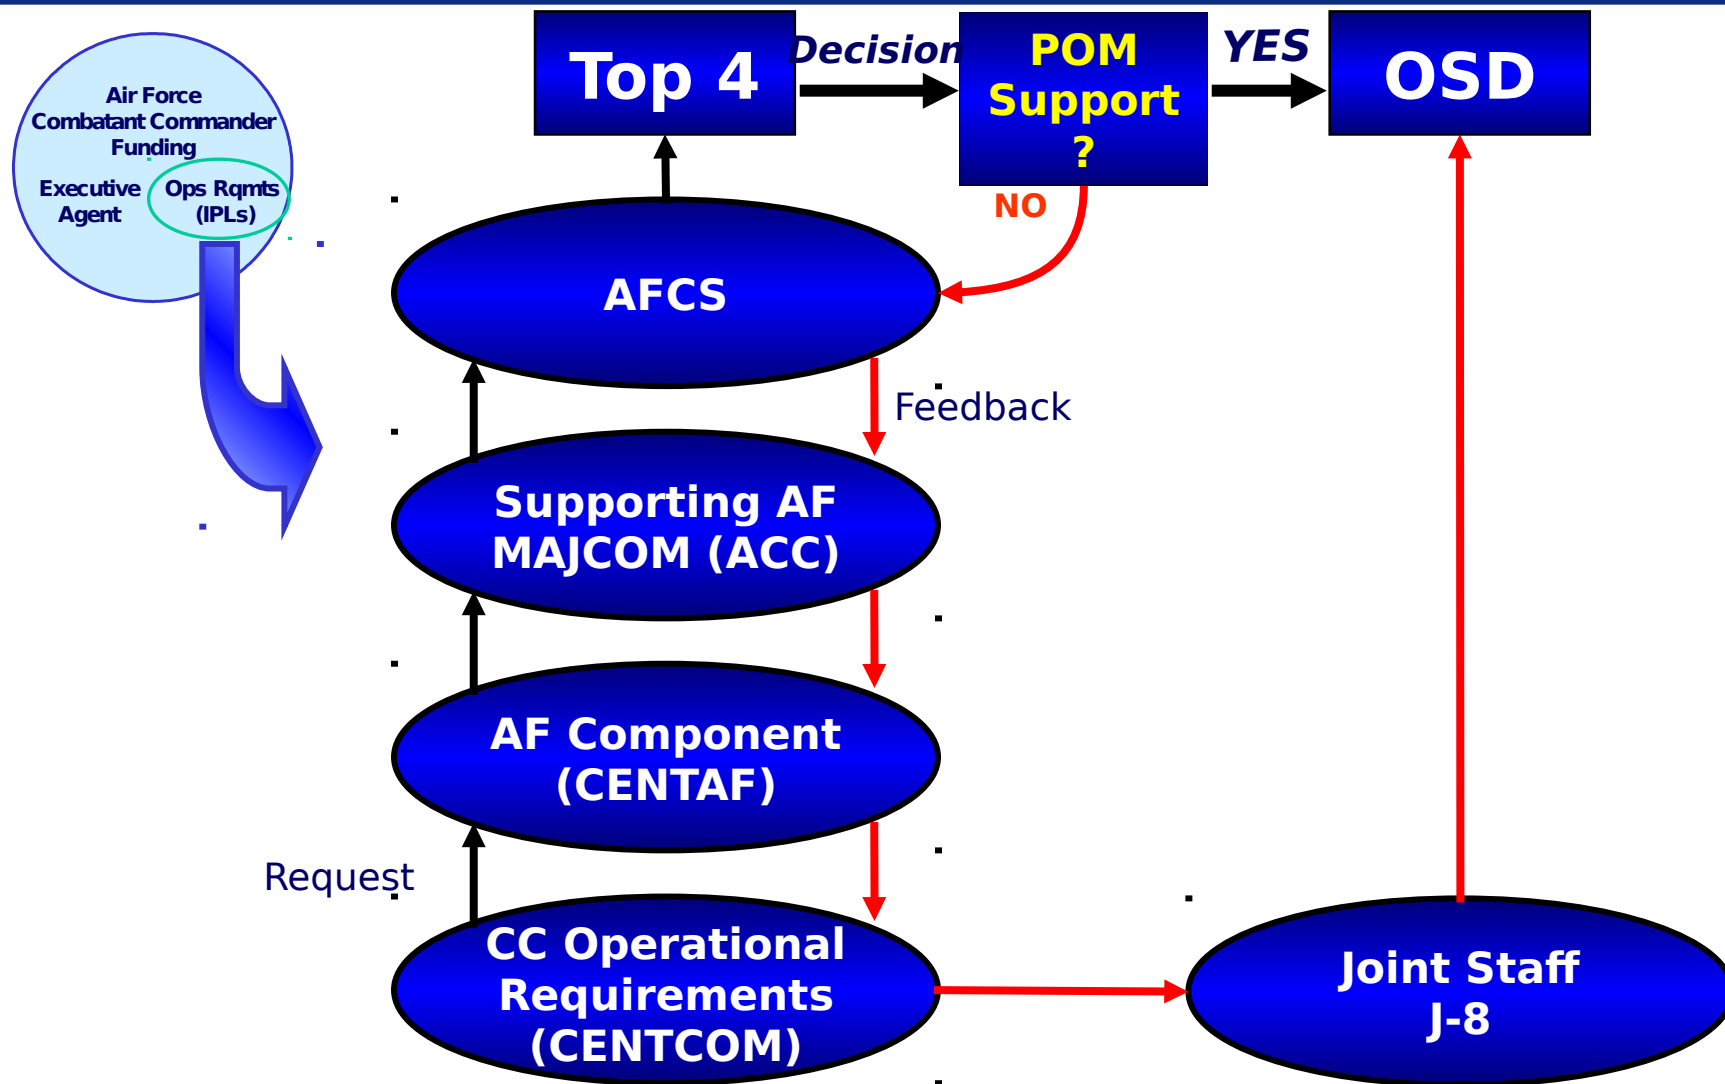 Top 4
Decision
POM
Support
?
YES
OSD
Air Force
Combatant Commander
Funding
Executive
Agent
Ops Rqmts
(IPLs)
NO
AFCS
Feedback
Supporting AF
MAJCOM (ACC)
AF Component
(CENTAF)
Request
CC Operational
Requirements
(CENTCOM)
Joint Staff
J-8